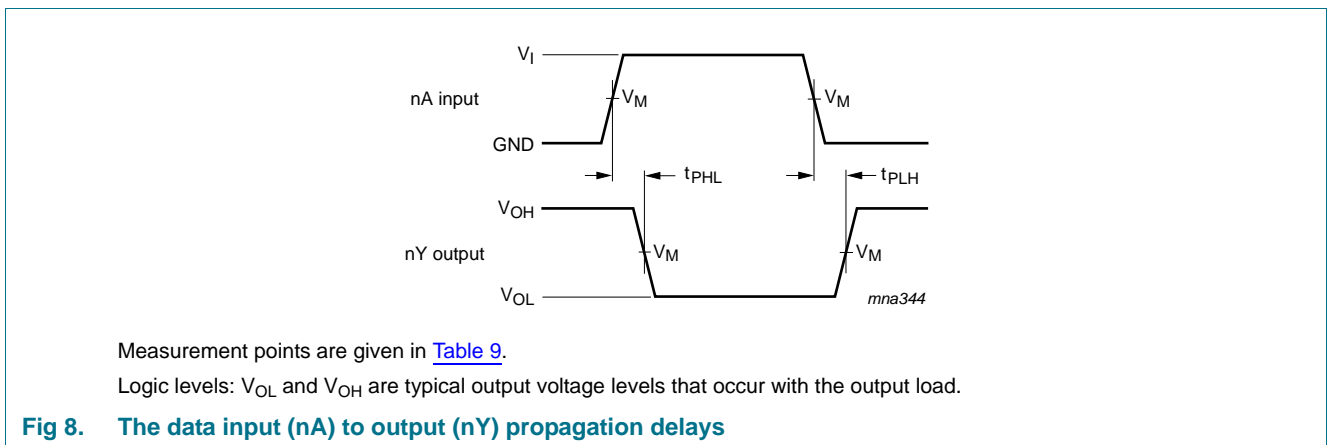 V_I
nA input
V_M
V_M
GND
t_PHL
t_PLH
V_OH
nY output
V_M
V_M
V_OL
mna344
Measurement points are given in Table 9.
Logic levels: V_OL and V_OH are typical output voltage levels that occur with the output load.
Fig 8. The data input (nA) to output (nY) propagation delays